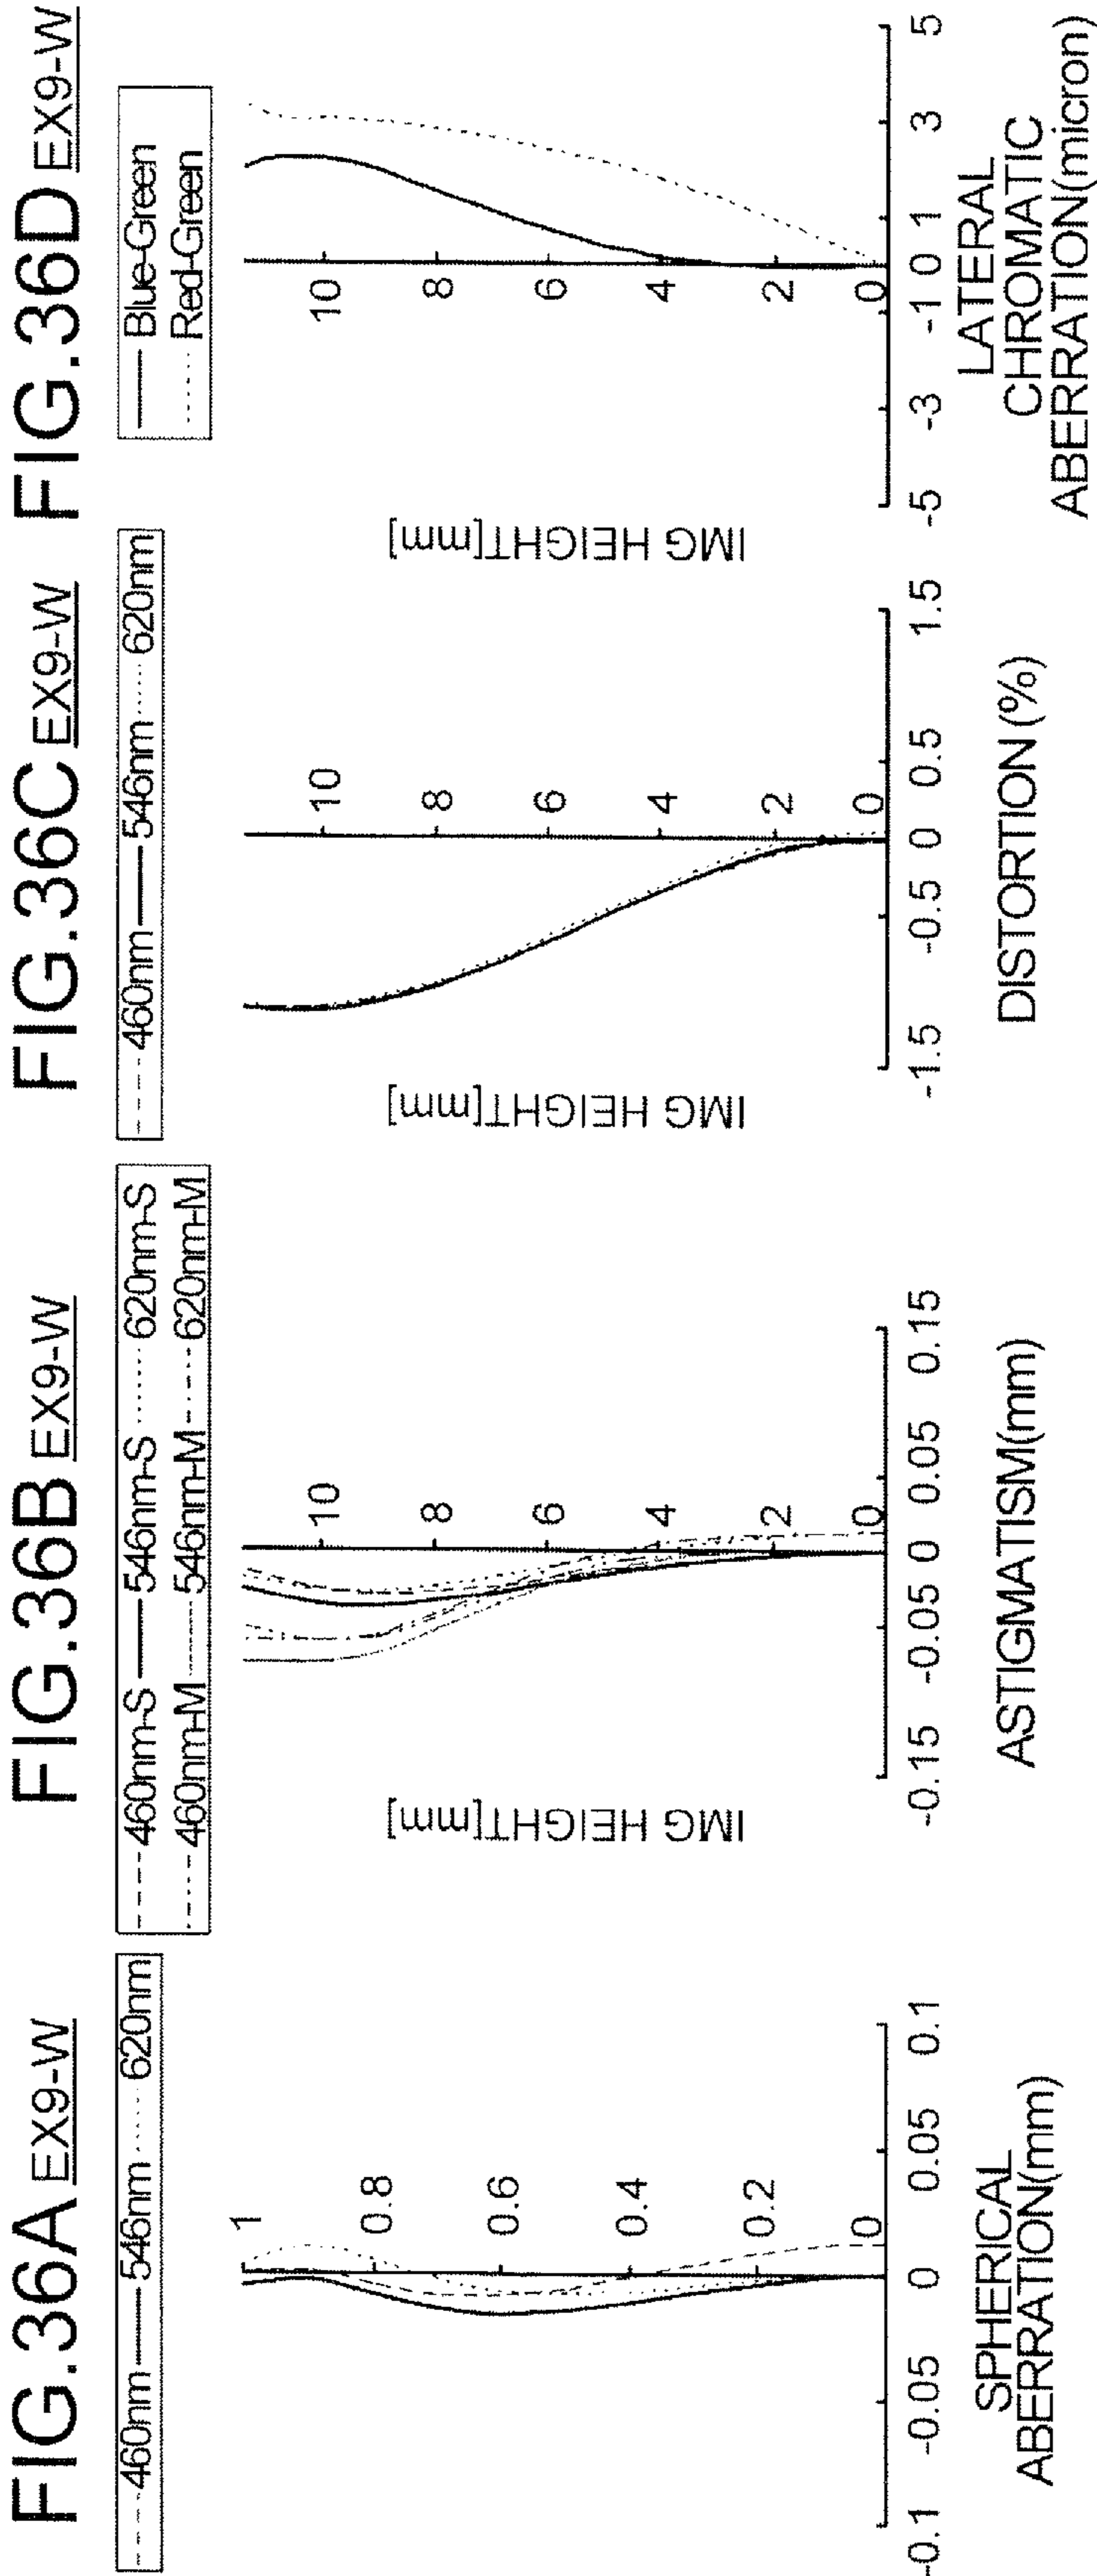 FIG.36A EX9-W
--- 460nm — 546nm ······ 620nm
1
0.8
0.6
0.4
0.2
0
-0.1 -0.05 0 0.05 0.1
SPHERICAL
ABERRATION(mm)
FIG.36B EX9-W
--- 460nm-S — 546nm-S ······ 620nm-S
-·-· 460nm-M ······ 546nm-M -··- 620nm-M
IMG HEIGHT[mm]
10
8
6
4
2
0
-0.15 -0.05 0 0.05 0.15
ASTIGMATISM(mm)
FIG.36C EX9-W
--- 460nm — 546nm ······ 620nm
IMG HEIGHT[mm]
10
8
6
4
2
0
-1.5 -0.5 0 0.5 1.5
DISTORTION (%)
FIG.36D EX9-W
— Blue-Green
······ Red-Green
IMG HEIGHT[mm]
10
8
6
4
2
0
-5 -3 -1 0 1 3 5
LATERAL
CHROMATIC
ABERRATION(micron)